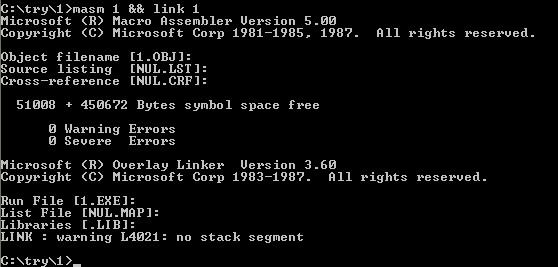 C:\try\1>masm 1 && link 1
Microsoft (R) Macro Assembler Version 5.00
Copyright (C) Microsoft Corp 1981-1985, 1987.  All rights reserved.
Object filename [1.OBJ]:
Source listing  [NUL.LST]:
Cross-reference [NUL.CRF]:
51008 + 450672 Bytes symbol space free
0 Warning Errors
0 Severe  Errors
Microsoft (R) Overlay Linker  Version 3.60
Copyright (C) Microsoft Corp 1983-1987.  All rights reserved.
Run File [1.EXE]:
List File [NUL.MAP]:
Libraries [.LIB]:
LINK : warning L4021: no stack segment
C:\try\1>_